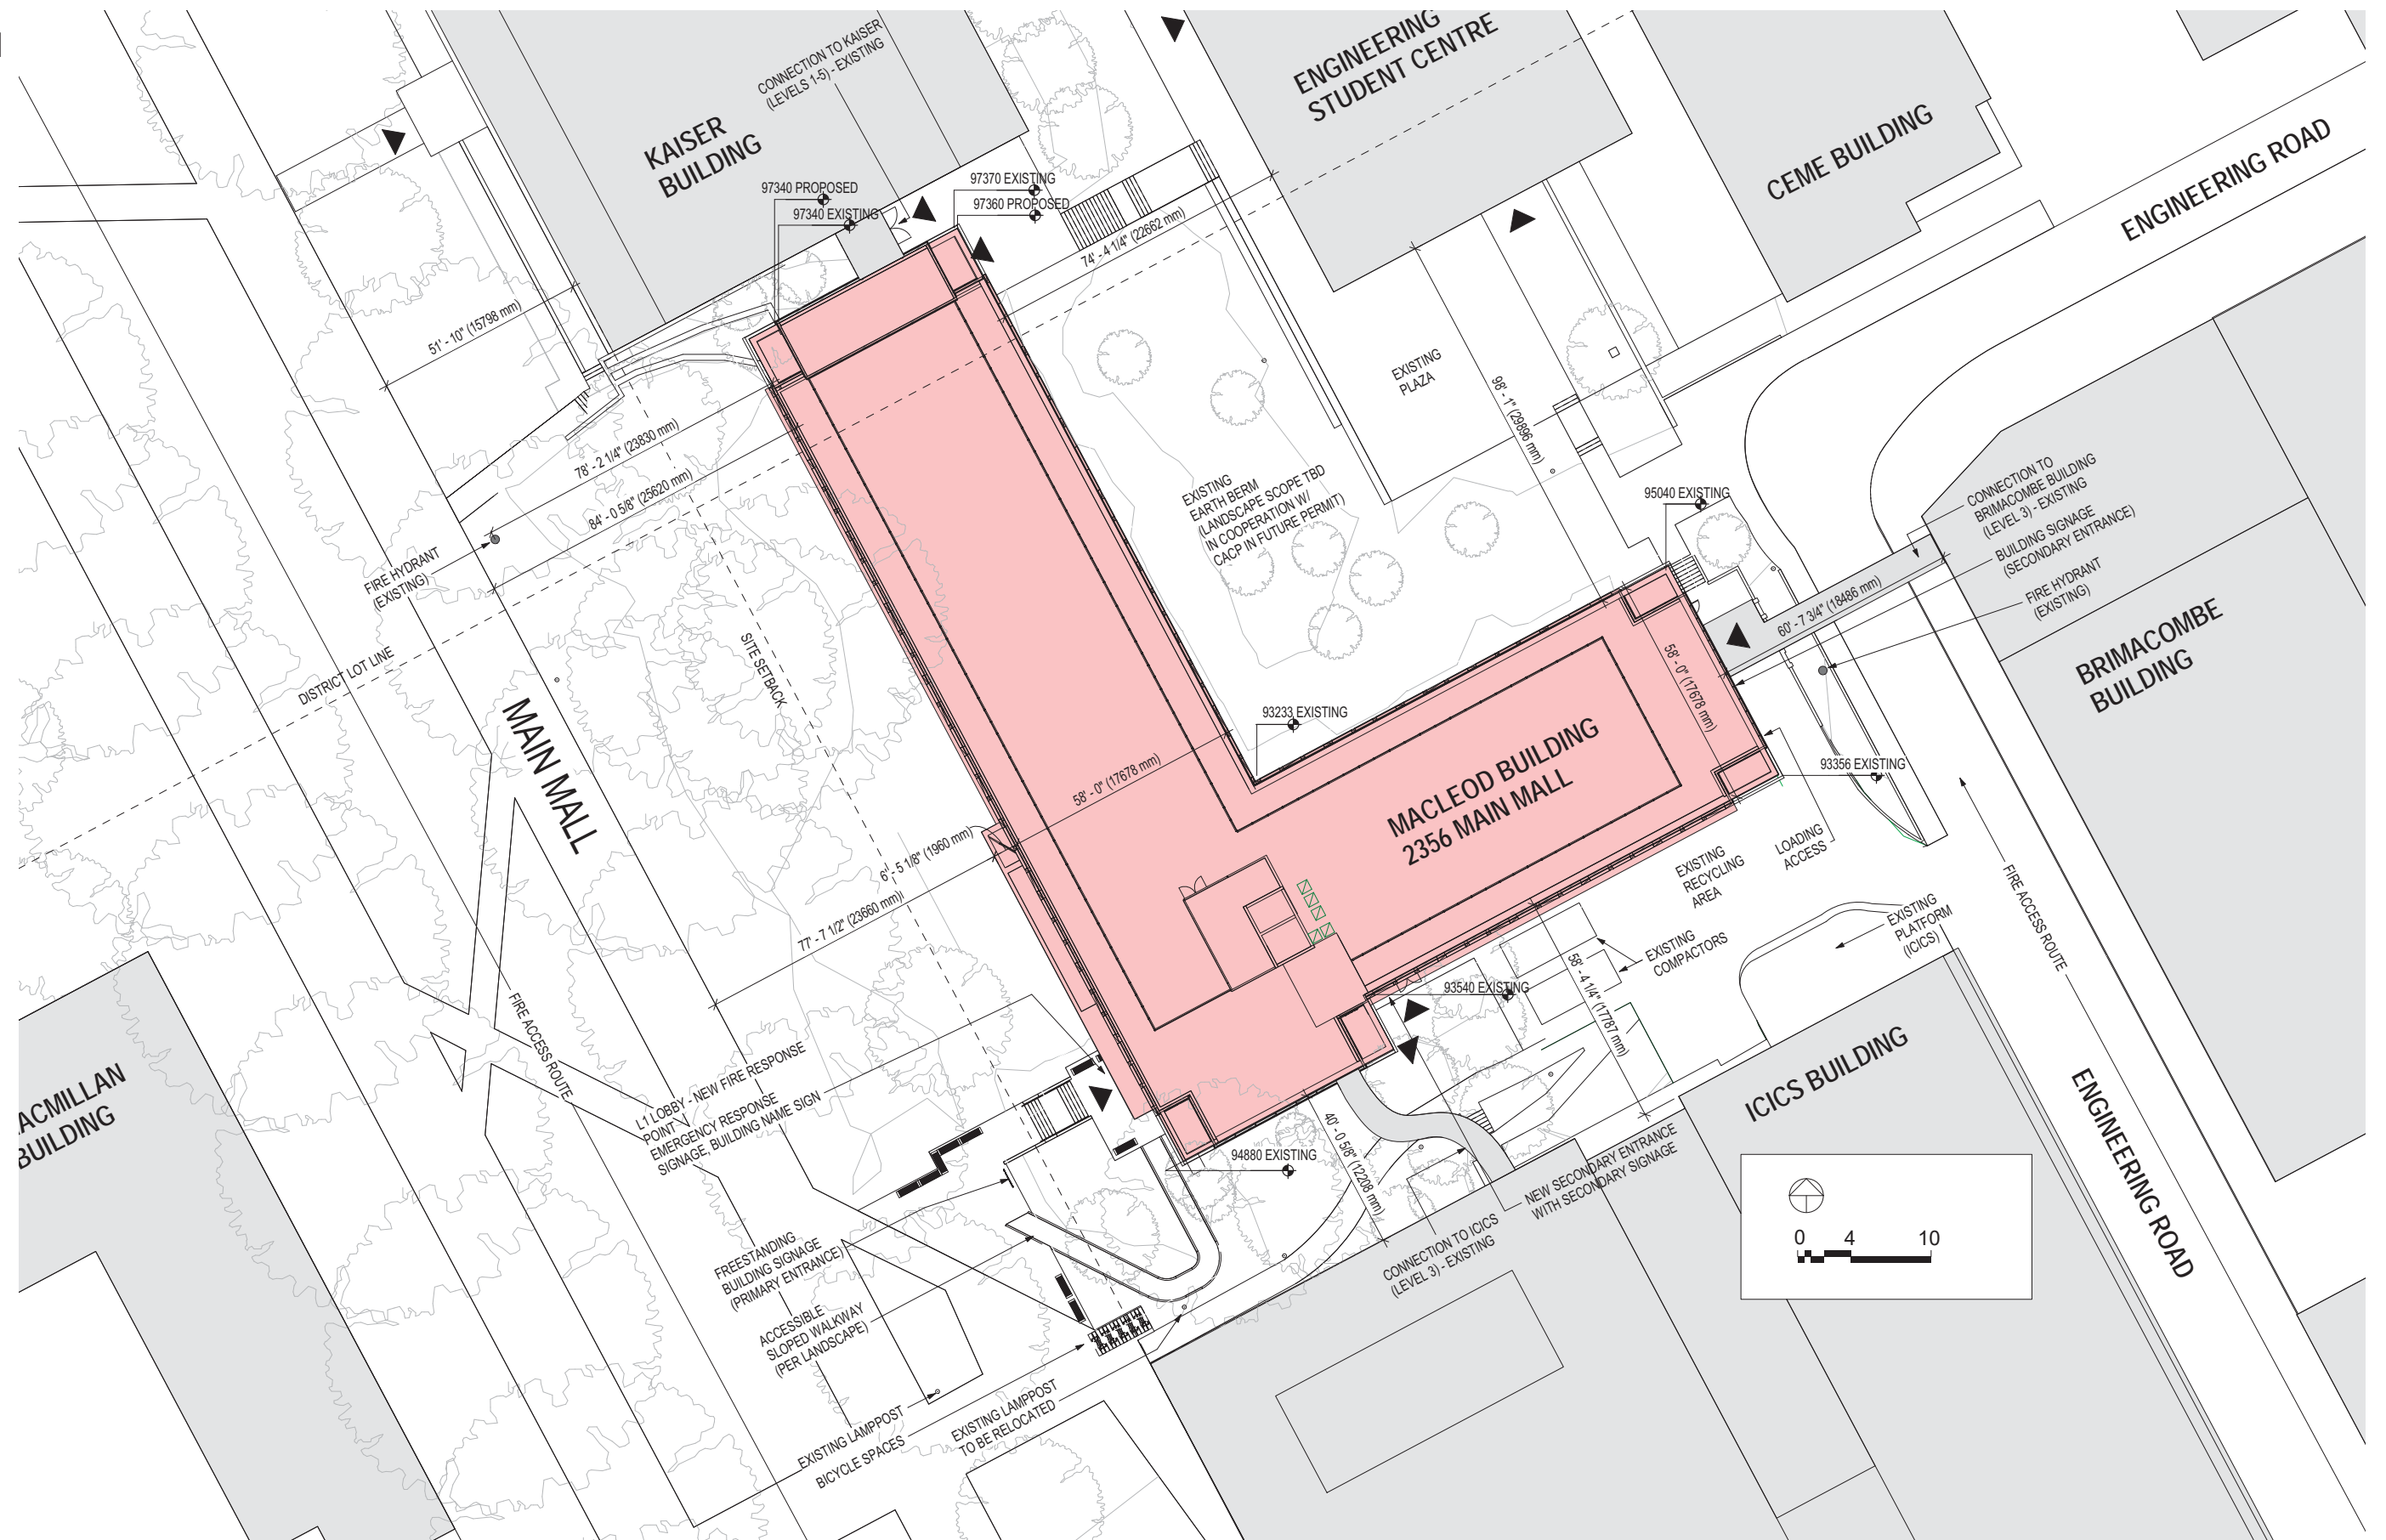 CONNECTION TO KAISER
(LEVELS 1-5) - EXISTING
KAISER
BUILDING
ENGINEERING
STUDENT CENTRE
CEME BUILDING
ENGINEERING ROAD
97340 PROPOSED
97340 EXISTING
97370 EXISTING
97360 PROPOSED
74' - 4 1/4" (22662 mm)
51' - 10" (15798 mm)
78' - 2 1/4" (23830 mm)
84' - 0 5/8" (25620 mm)
EXISTING
PLAZA
98' - 1" (29896 mm)
EXISTING
EARTH BERM
(LANDSCAPE SCOPE TBD
IN COOPERATION W/
CACP IN FUTURE PERMIT)
95040 EXISTING
CONNECTION TO
BRIMACOMBE BUILDING
(LEVEL 3) - EXISTING
BUILDING SIGNAGE
(SECONDARY ENTRANCE)
FIRE HYDRANT
(EXISTING)
60' - 7 3/4" (18486 mm)
BRIMACOMBE
BUILDING
FIRE HYDRANT
(EXISTING)
DISTRICT LOT LINE
SITE SETBACK
MAIN MALL
93233 EXISTING
58' - 0" (17678 mm)
58' - 0" (17678 mm)
MACLEOD BUILDING
2356 MAIN MALL
93356 EXISTING
LOADING
ACCESS
EXISTING
RECYCLING
AREA
6' - 5 1/8" (1960 mm)
77' - 7 1/2" (23660 mm)
EXISTING
PLATFORM
(ICICS)
EXISTING
COMPACTORS
FIRE ACCESS ROUTE
58' - 4 1/4" (17787 mm)
93540 EXISTING
FIRE ACCESS ROUTE
ACMILLAN
BUILDING
L1 LOBBY - NEW FIRE RESPONSE
POINT
EMERGENCY RESPONSE
SIGNAGE, BUILDING NAME SIGN
ICICS BUILDING
ENGINEERING ROAD
94880 EXISTING
40' - 0 5/8" (12208 mm)
NEW SECONDARY ENTRANCE
WITH SECONDARY SIGNAGE
CONNECTION TO ICICS
(LEVEL 3) - EXISTING
FREESTANDING
BUILDING SIGNAGE
(PRIMARY ENTRANCE)
ACCESSIBLE
SLOPED WALKWAY
(PER LANDSCAPE)
0 4 10
EXISTING LAMPPOST
BICYCLE SPACES
EXISTING LAMPPOST
TO BE RELOCATED